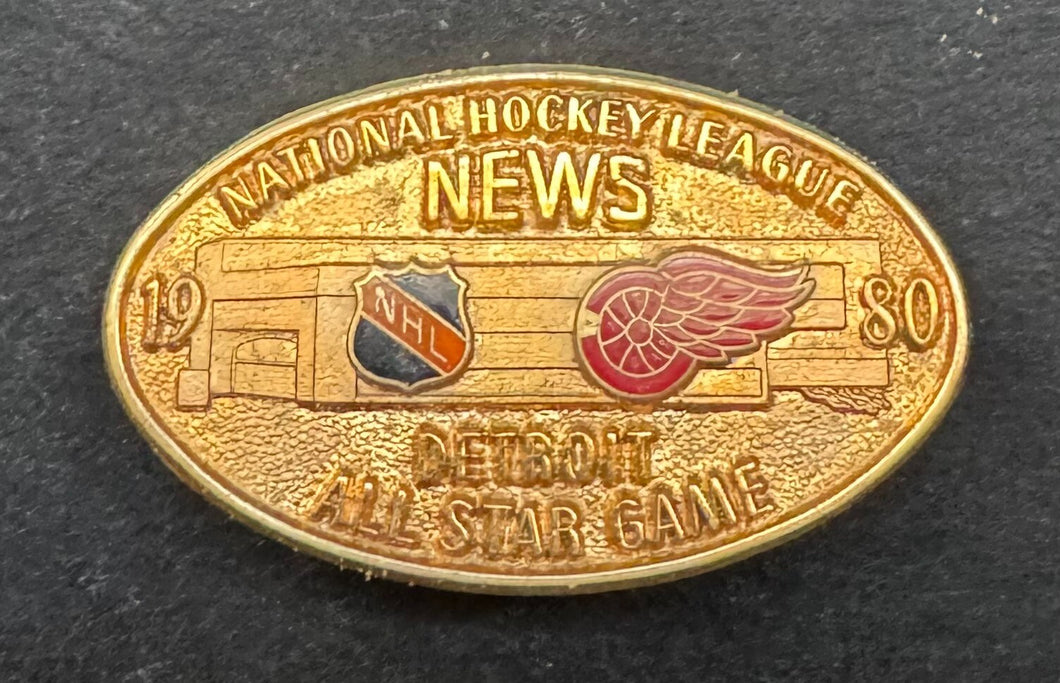 NATIONAL HOCKEY LEAGUE
NEWS
19 80
NHL
DETROIT
ALL STAR GAME